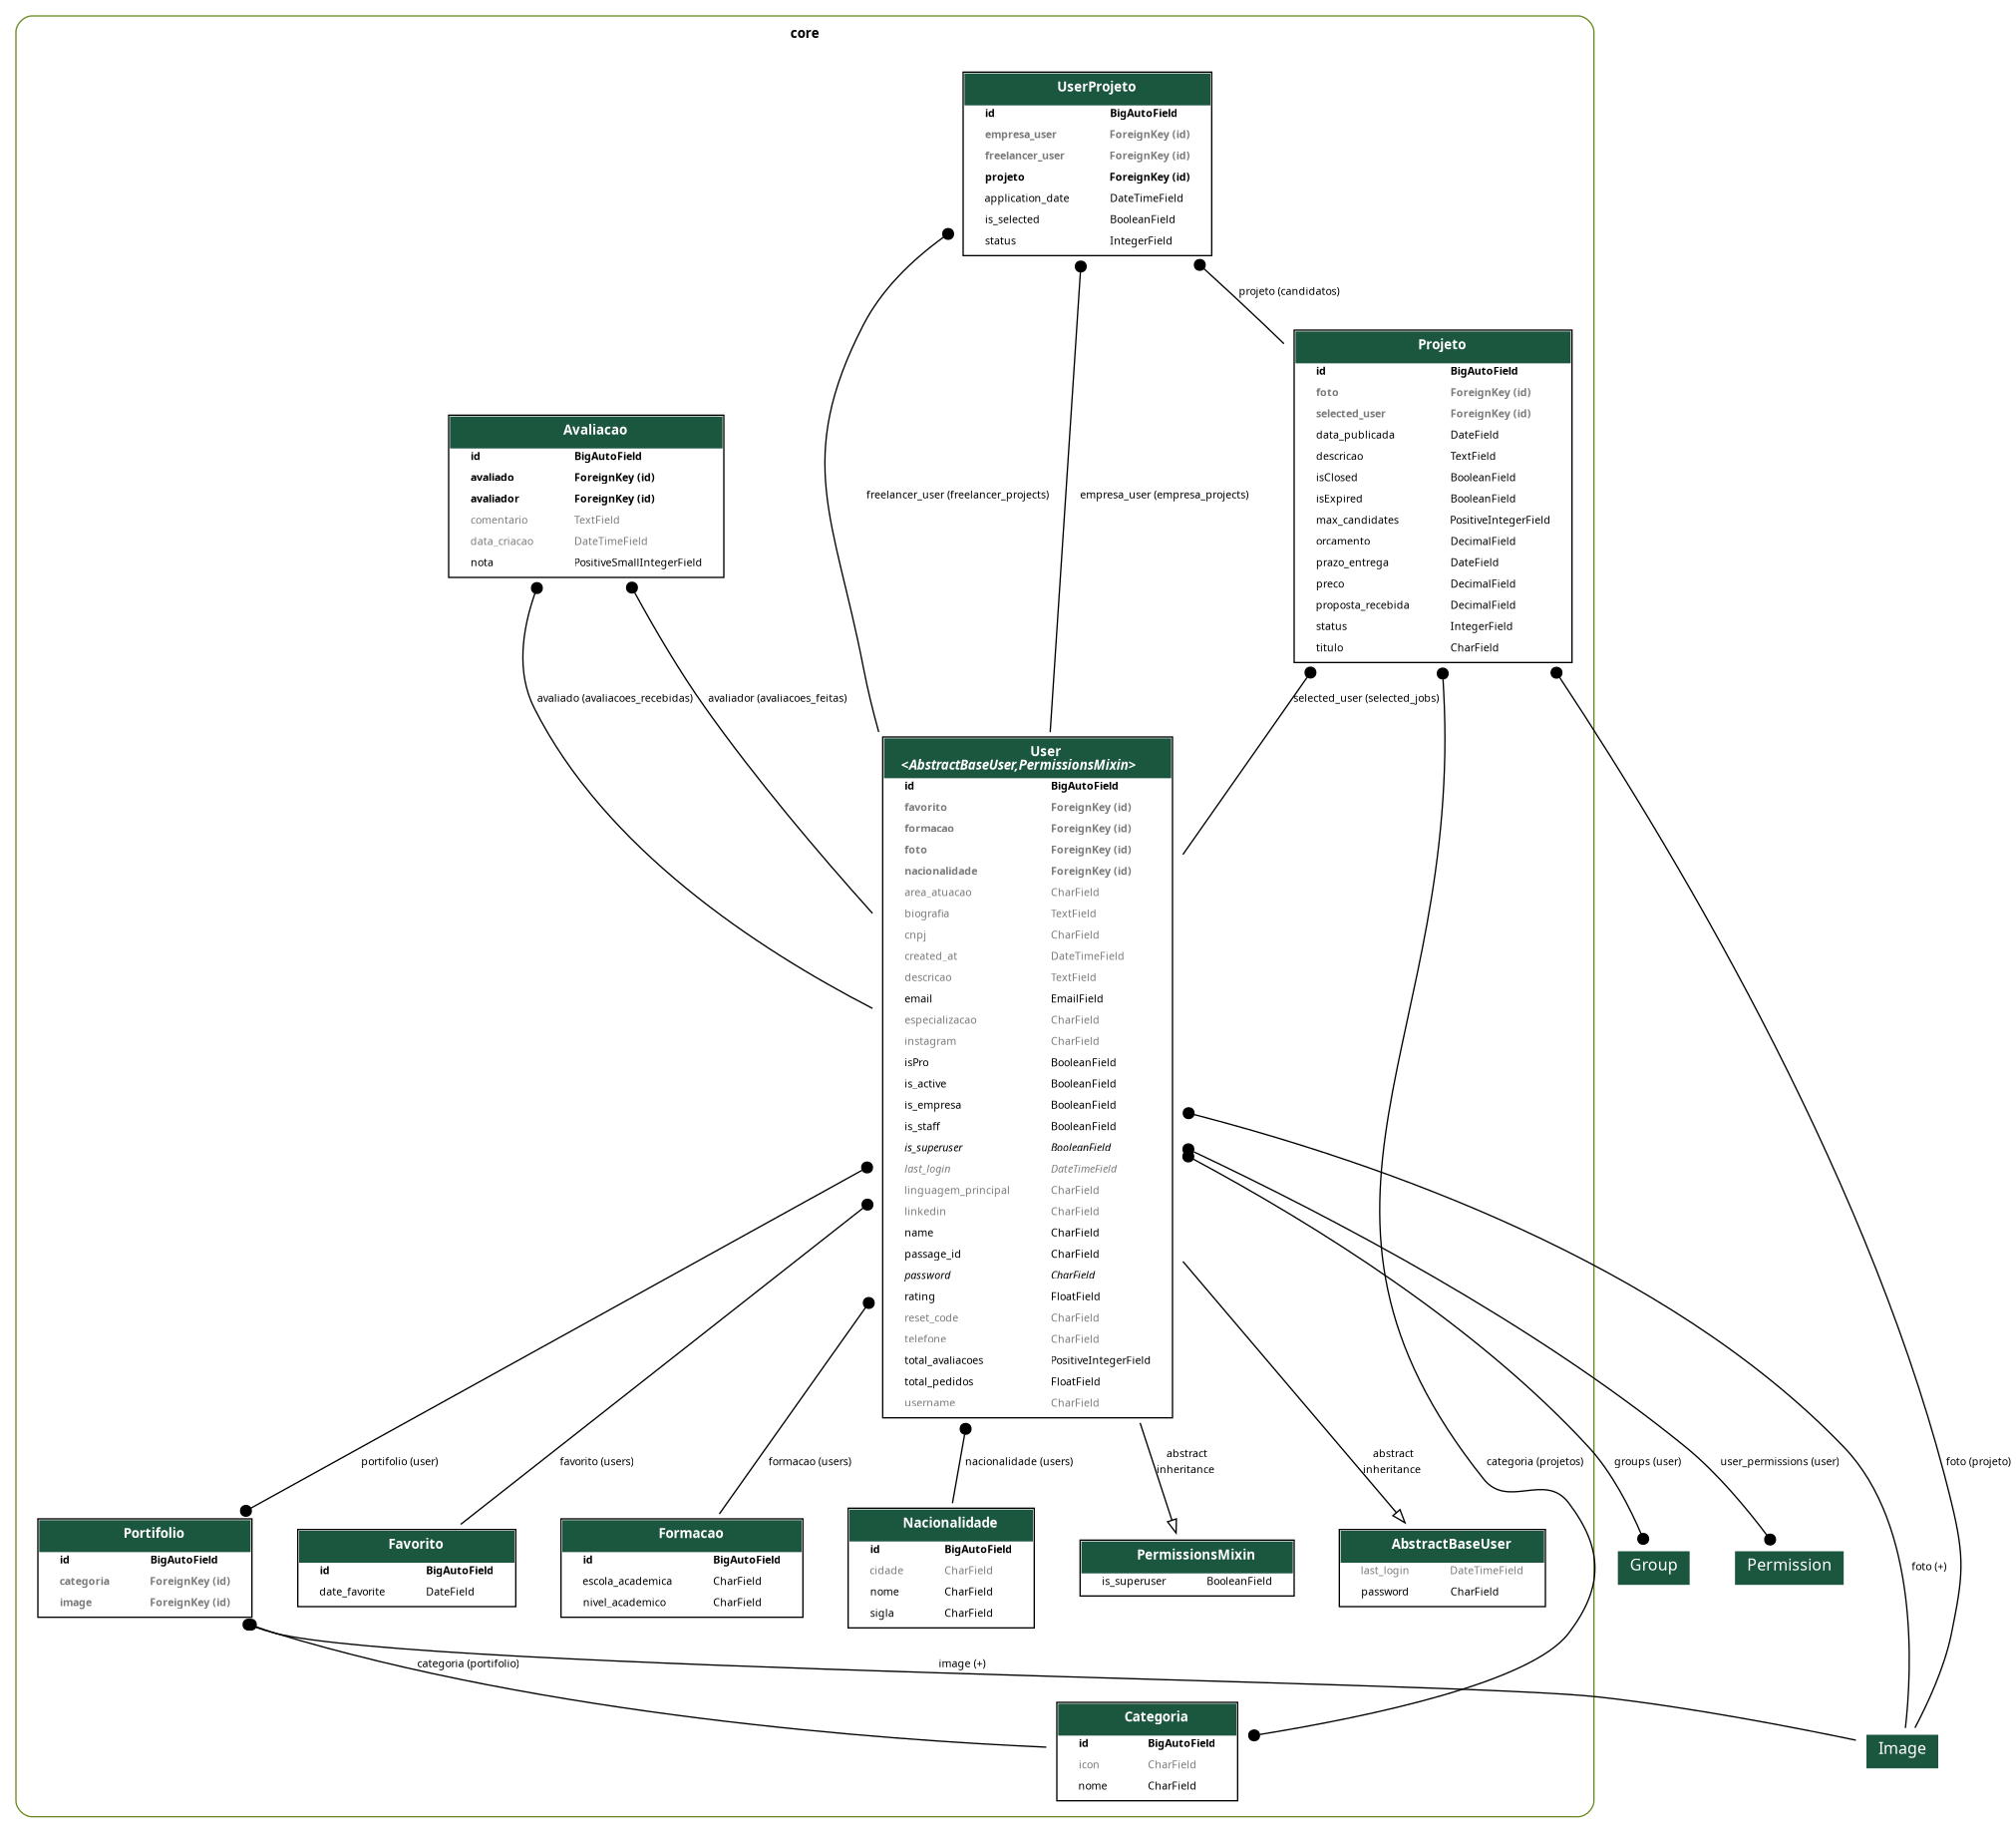 core
UserProjeto
id BigAutoField
empresa_user ForeignKey (id)
freelancer_user ForeignKey (id)
projeto ForeignKey (id)
application_date DateTimeField
is_selected BooleanField
status IntegerField
projeto (candidatos)
Projeto
id BigAutoField
foto ForeignKey (id)
selected_user ForeignKey (id)
data_publicada DateField
descricao TextField
isClosed BooleanField
isExpired BooleanField
max_candidates PositiveIntegerField
orcamento DecimalField
prazo_entrega DateField
preco DecimalField
proposta_recebida DecimalField
status IntegerField
titulo CharField
Avaliacao
id BigAutoField
avaliado ForeignKey (id)
avaliador ForeignKey (id)
comentario TextField
data_criacao DateTimeField
nota PositiveSmallIntegerField
freelancer_user (freelancer_projects)
empresa_user (empresa_projects)
avaliado (avaliacoes_recebidas)
avaliador (avaliacoes_feitas)
selected_user (selected_jobs)
User
<AbstractBaseUser,PermissionsMixin>
id BigAutoField
favorito ForeignKey (id)
formacao ForeignKey (id)
foto ForeignKey (id)
nacionalidade ForeignKey (id)
area_atuacao CharField
biografia TextField
cnpj CharField
created_at DateTimeField
descricao TextField
email EmailField
especializacao CharField
instagram CharField
isPro BooleanField
is_active BooleanField
is_empresa BooleanField
is_staff BooleanField
is_superuser BooleanField
last_login DateTimeField
linguagem_principal CharField
linkedin CharField
name CharField
passage_id CharField
password CharField
rating FloatField
reset_code CharField
telefone CharField
total_avaliacoes PositiveIntegerField
total_pedidos FloatField
username CharField
portifolio (user)
favorito (users)
formacao (users)
nacionalidade (users)
abstract
inheritance
abstract
inheritance
categoria (projetos)
groups (user)
user_permissions (user)
foto (projeto)
Portifolio
id BigAutoField
categoria ForeignKey (id)
image ForeignKey (id)
Favorito
id BigAutoField
date_favorite DateField
Formacao
id BigAutoField
escola_academica CharField
nivel_academico CharField
Nacionalidade
id BigAutoField
cidade CharField
nome CharField
sigla CharField
PermissionsMixin
is_superuser BooleanField
AbstractBaseUser
last_login DateTimeField
password CharField
Group
Permission
foto (+)
categoria (portifolio)
image (+)
Categoria
id BigAutoField
icon CharField
nome CharField
Image